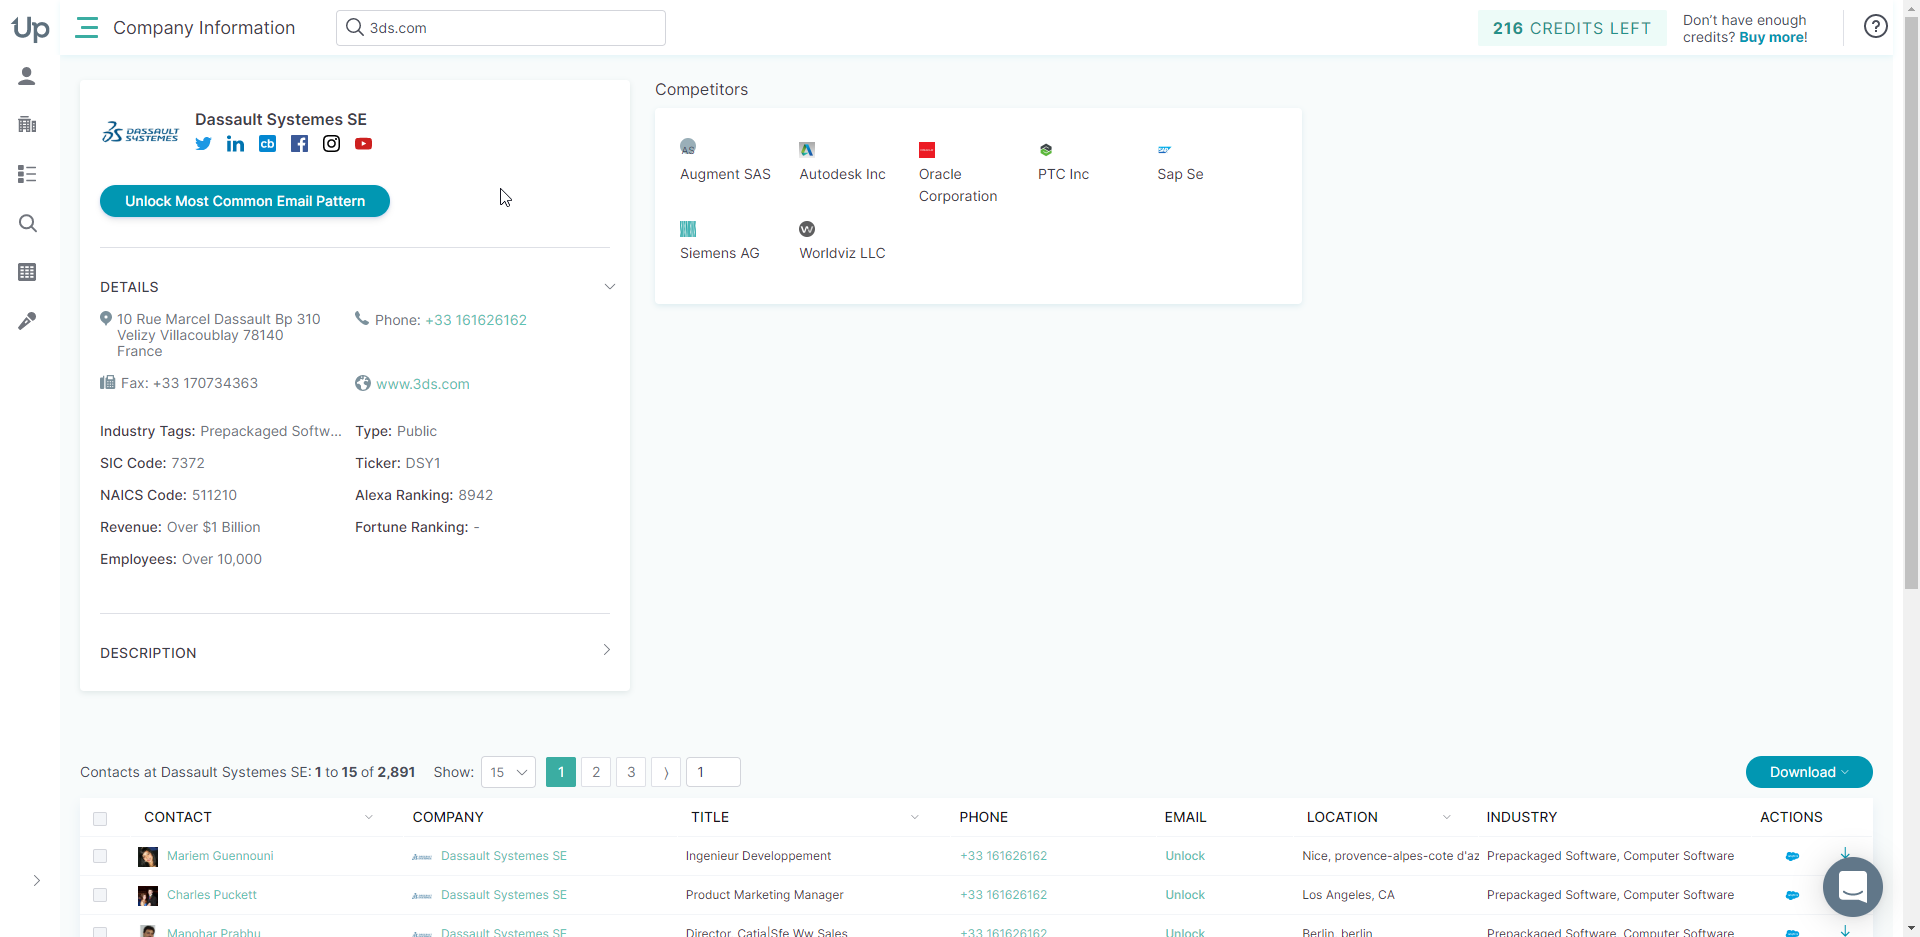 Up
Company Information
3ds.com
216 CREDITS LEFT
Don't have enough
credits? Buy more!
DASSAULT
SYSTEMES
Dassault Systemes SE
Unlock Most Common Email Pattern
DETAILS
10 Rue Marcel Dassault Bp 310
Velizy Villacoublay 78140
France
Phone: +33 161626162
Fax: +33 170734363
www.3ds.com
Industry Tags: Prepackaged Softw...
Type: Public
SIC Code: 7372
Ticker: DSY1
NAICS Code: 511210
Alexa Ranking: 8942
Revenue: Over $1 Billion
Fortune Ranking: -
Employees: Over 10,000
DESCRIPTION
Competitors
AS
Augment SAS
Autodesk Inc
Oracle
Corporation
PTC Inc
SAP
Sap Se
Siemens AG
Worldviz LLC
Contacts at Dassault Systemes SE: 1 to 15 of 2,891 Show: 15 1 2 3 1
Download
CONTACT COMPANY TITLE PHONE EMAIL LOCATION INDUSTRY ACTIONS
Mariem Guennouni Dassault Systemes SE Ingenieur Developpement +33 161626162 Unlock Nice, provence-alpes-cote d'az Prepackaged Software, Computer Software
Charles Puckett Dassault Systemes SE Product Marketing Manager +33 161626162 Unlock Los Angeles, CA Prepackaged Software, Computer Software
Manohar Prabhu Dassault Systemes SE Director, Catia|Sfe Ww Sales +33 161626162 Unlock Berlin, berlin Prepackaged Software, Computer Software